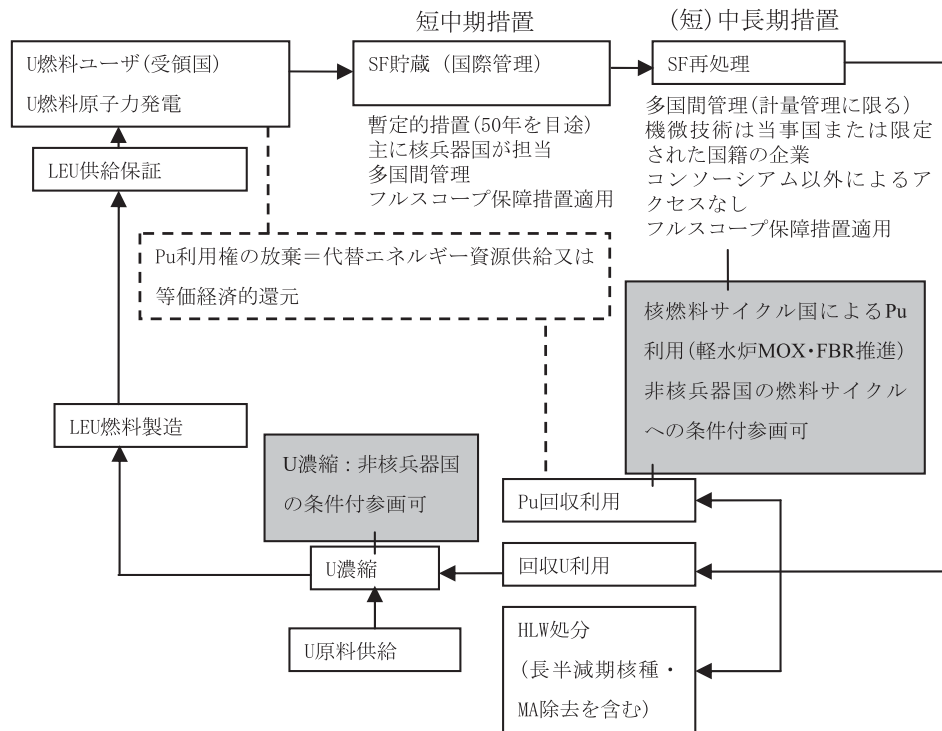 短中期措置
(短)中長期措置
U燃料ユーザ(受領国)
U燃料原子力発電
SF貯蔵（国際管理）
SF再処理
暫定的措置(50年を目途)
主に核兵器国が担当
多国間管理
フルスコープ保障措置適用
多国間管理(計量管理に限る)
機微技術は当事国または限定
された国籍の企業
コンソーシアム以外によるア
クセスなし
フルスコープ保障措置適用
LEU供給保証
Pu利用権の放棄＝代替エネルギー資源供給又は
等価経済的還元
核燃料サイクル国によるPu
利用(軽水炉MOX・FBR推進)
非核兵器国の燃料サイクル
への条件付参画可
LEU燃料製造
U濃縮：非核兵器国
の条件付参画可
Pu回収利用
U濃縮
回収U利用
U原料供給
HLW処分
(長半減期核種・
MA除去を含む)